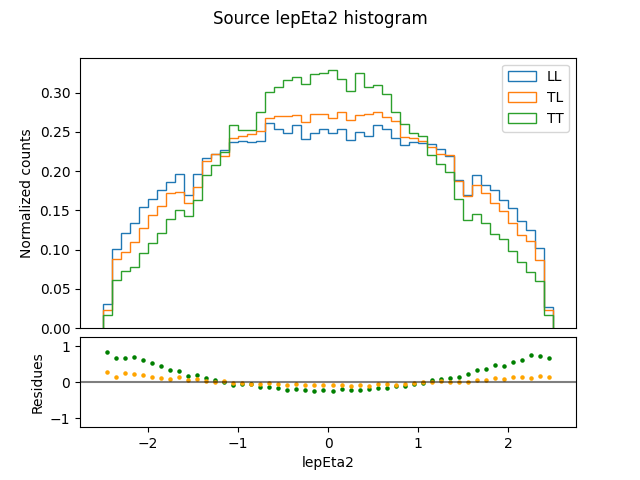 Source lepEta2 histogram
LL
TL
TT
Normalized counts
0.30
0.25
0.20
0.15
0.10
0.05
0.00
Residues
1
0
−1
−2
−1
0
1
2
lepEta2